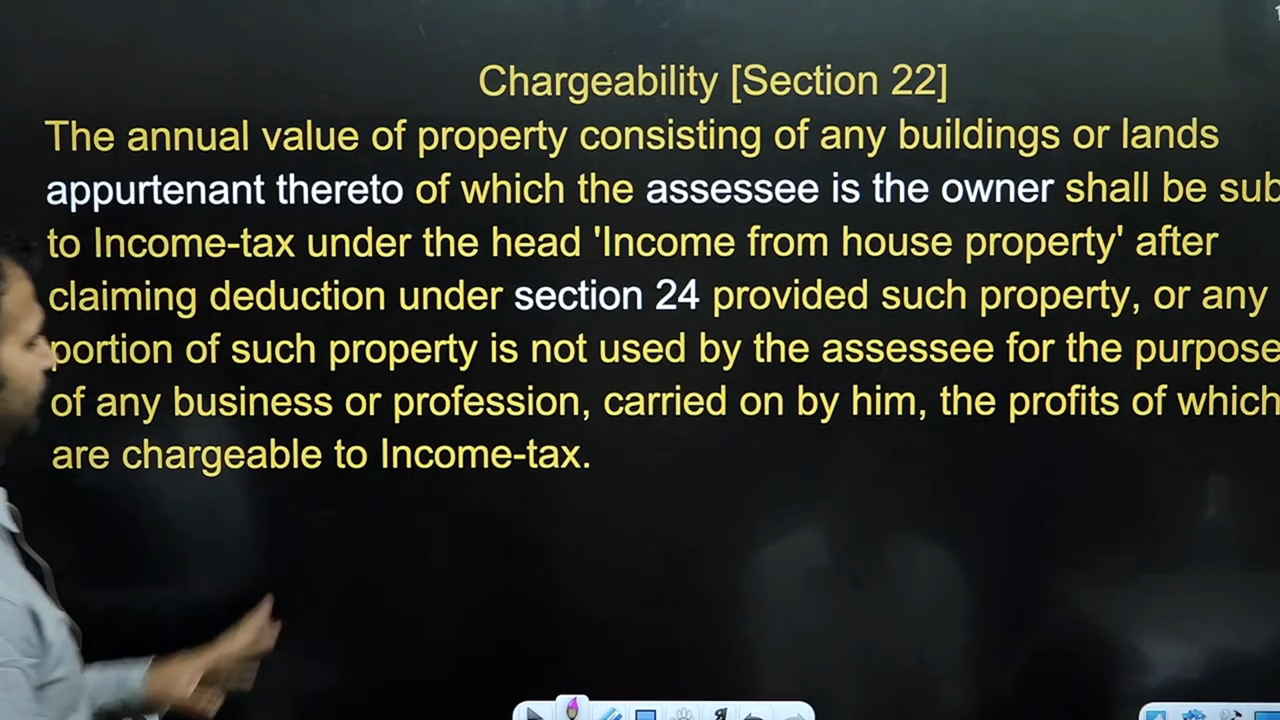 Chargeability [Section 22]
The annual value of property consisting of any buildings or lands
appurtenant thereto of which the assessee is the owner shall be sub
to Income-tax under the head 'Income from house property' after
claiming deduction under section 24 provided such property, or any
portion of such property is not used by the assessee for the purpose
of any business or profession, carried on by him, the profits of which
are chargeable to Income-tax.